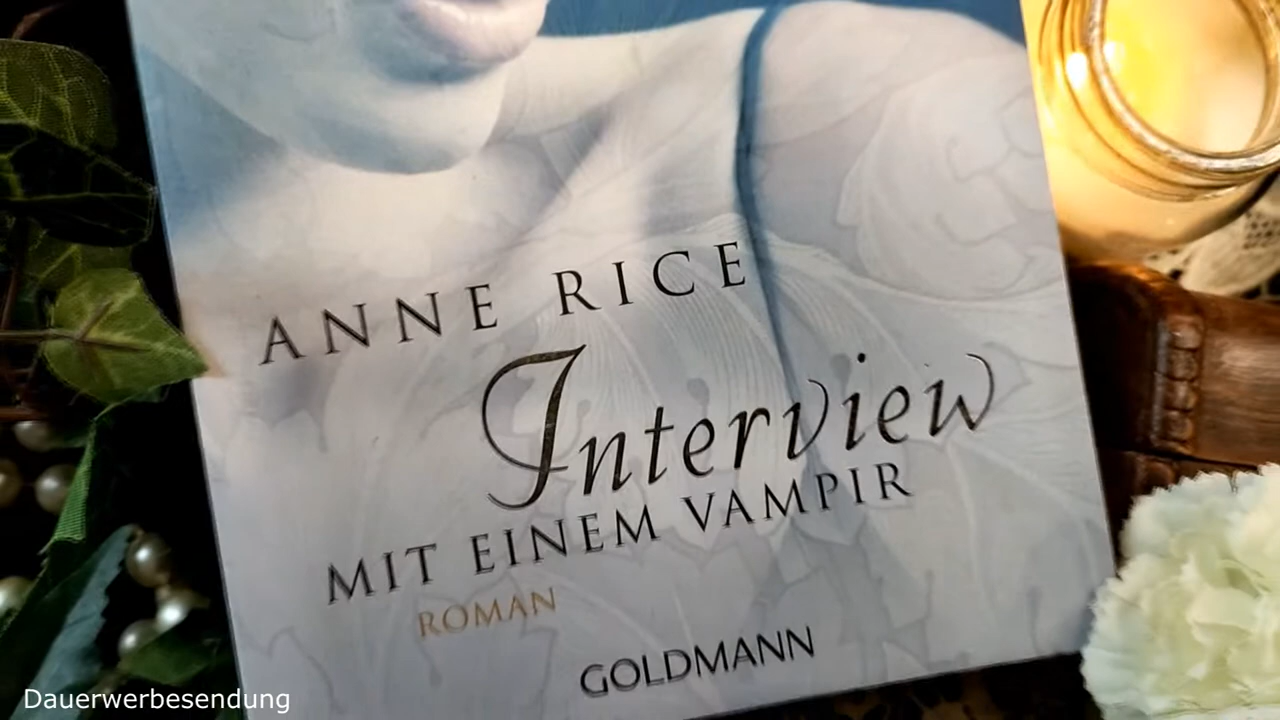 ANNE RICE
Interview
MIT EINEM VAMPIR
ROMAN
GOLDMANN
Dauerwerbesendung